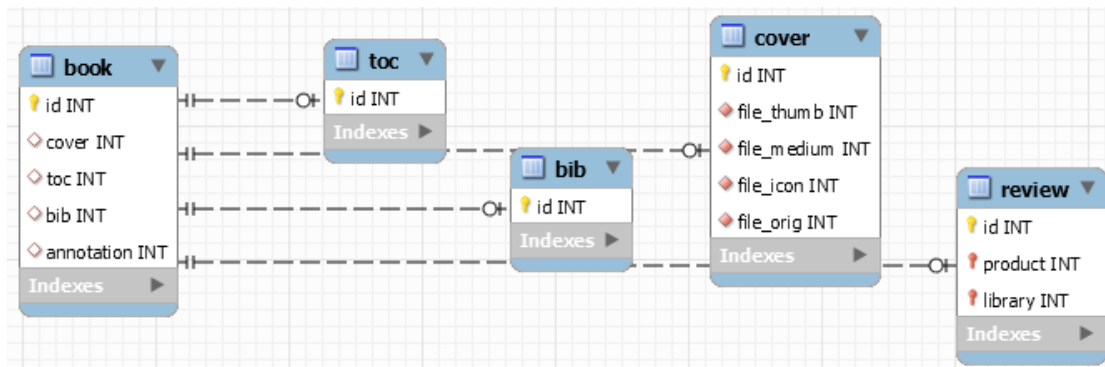 book
id INT
cover INT
toc INT
bib INT
annotation INT
Indexes
toc
id INT
Indexes
bib
id INT
Indexes
cover
id INT
file_thumb INT
file_medium INT
file_icon INT
file_orig INT
Indexes
review
id INT
product INT
library INT
Indexes